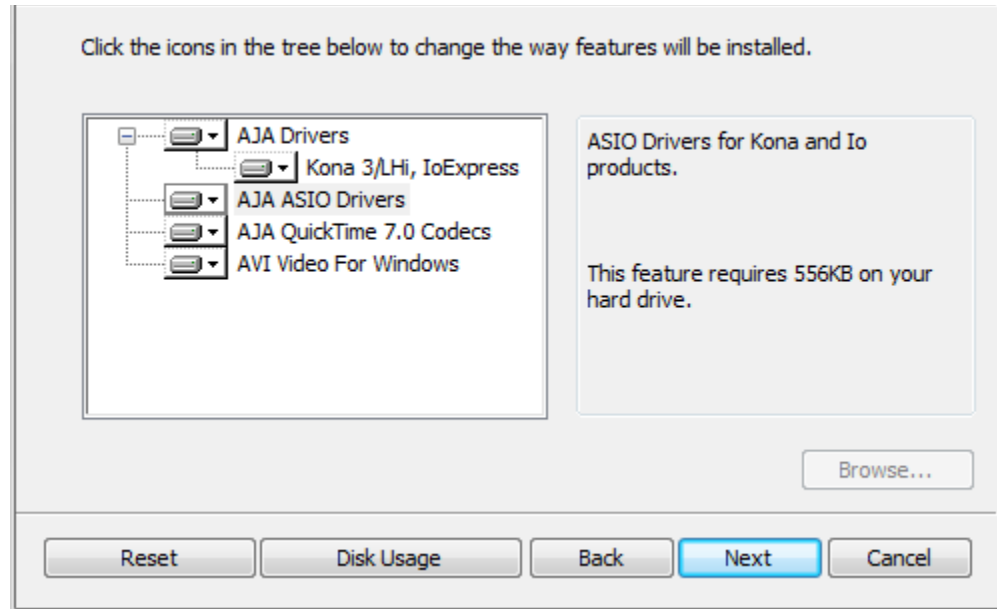 Click the icons in the tree below to change the way features will be installed.
AJA Drivers
Kona 3/LHi, IoExpress
AJA ASIO Drivers
AJA QuickTime 7.0 Codecs
AVI Video For Windows
ASIO Drivers for Kona and Io
products.
This feature requires 556KB on your
hard drive.
Browse...
Reset
Disk Usage
Back
Next
Cancel